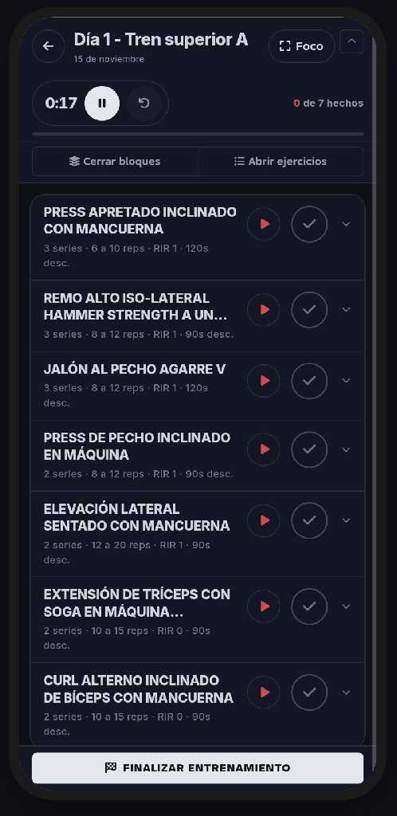 Día 1 - Tren superior A
Foco
15 de noviembre
0:17
0 de 7 hechos
Cerrar bloques
Abrir ejercicios
PRESS APRETADO INCLINADO
CON MANCUERNA
3 series · 6 a 10 reps · RIR 1 · 120s
desc.
REMO ALTO ISO-LATERAL
HAMMER STRENGTH A UN...
3 series · 8 a 12 reps · RIR 1 · 90s desc.
JALÓN AL PECHO AGARRE V
3 series · 8 a 12 reps · RIR 1 · 120s
desc.
PRESS DE PECHO INCLINADO
EN MÁQUINA
2 series · 8 a 12 reps · RIR 1 · 90s desc.
ELEVACIÓN LATERAL
SENTADO CON MANCUERNA
2 series · 12 a 20 reps · RIR 1 · 90s
desc.
EXTENSIÓN DE TRÍCEPS CON
SOGA EN MÁQUINA...
2 series · 10 a 15 reps · RIR 0 · 90s
desc.
CURL ALTERNO INCLINADO
DE BÍCEPS CON MANCUERNA
2 series · 10 a 15 reps · RIR 0 · 90s
desc.
FINALIZAR ENTRENAMIENTO